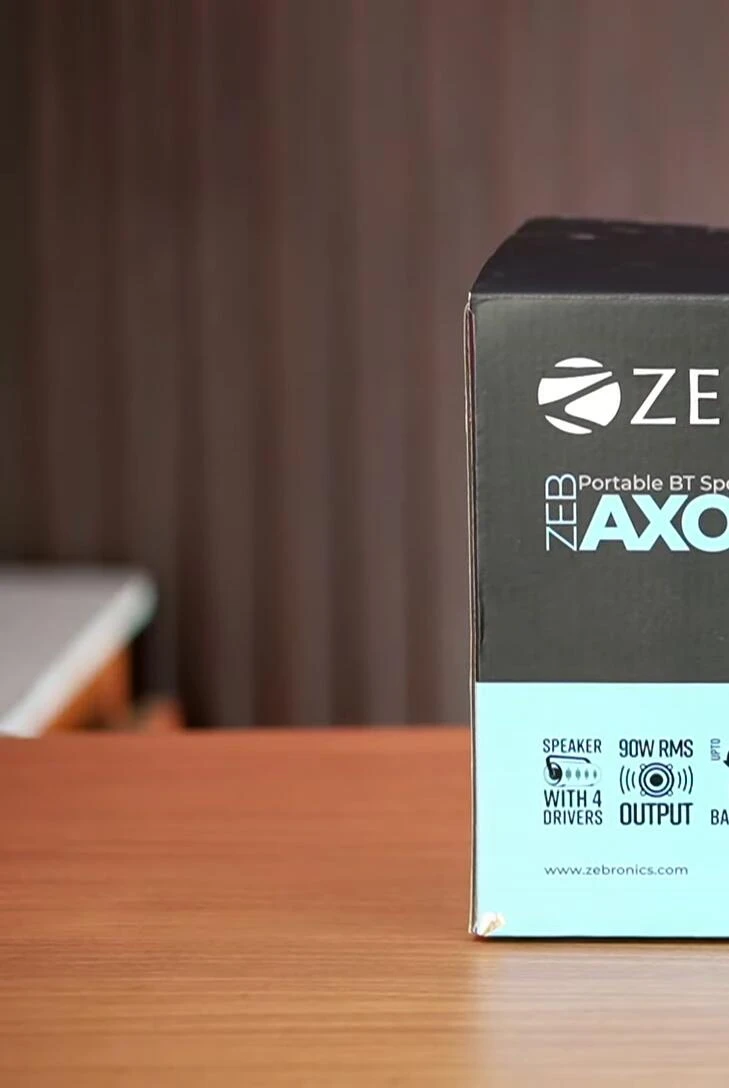 ZE
ZEB
Portable BT Spe
AXO
SPEAKER
WITH 4
DRIVERS
90W RMS
OUTPUT
UPTO
BA
www.zebronics.com